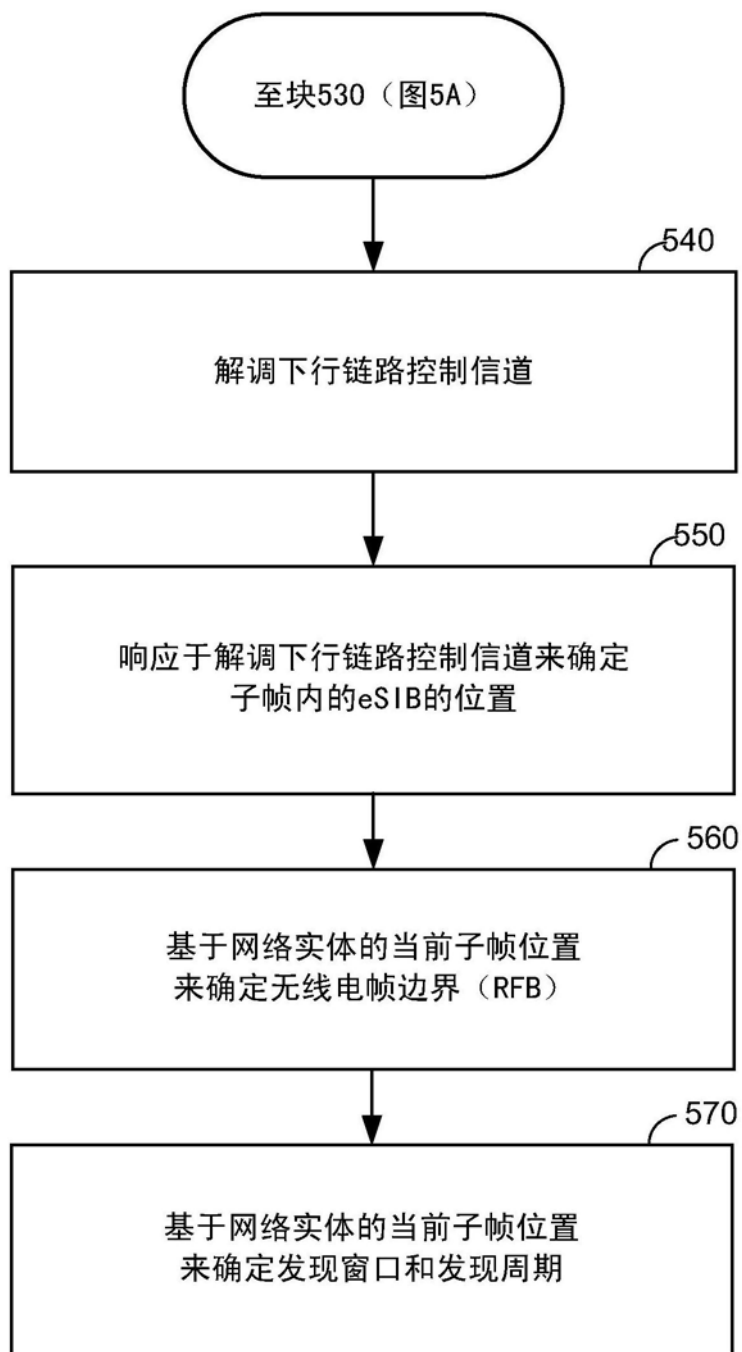 至块530（图5A）
540
解调下行链路控制信道
550
响应于解调下行链路控制信道来确定
子帧内的eSIB的位置
560
基于网络实体的当前子帧位置
来确定无线电帧边界（RFB）
570
基于网络实体的当前子帧位置
来确定发现窗口和发现周期